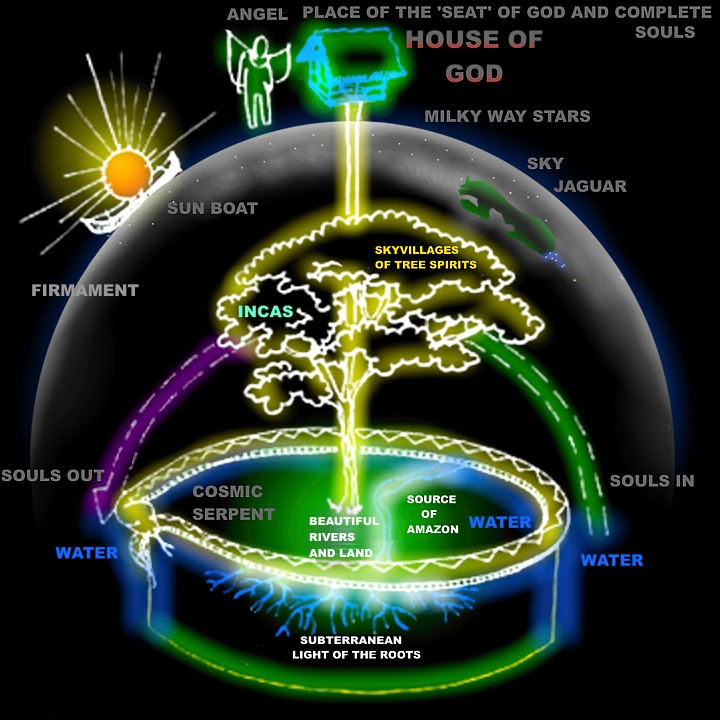 ANGEL
PLACE OF THE 'SEAT' OF GOD AND COMPLETE
SOULS
HOUSE OF
GOD
MILKY WAY STARS
SKY
JAGUAR
SUN BOAT
SKYVILLAGES
OF TREE SPIRITS
FIRMAMENT
INCAS
SOULS OUT
SOULS IN
COSMIC
SERPENT
SOURCE
OF
AMAZON
WATER
BEAUTIFUL
RIVERS
AND LAND
WATER
WATER
SUBTERRANEAN
LIGHT OF THE ROOTS